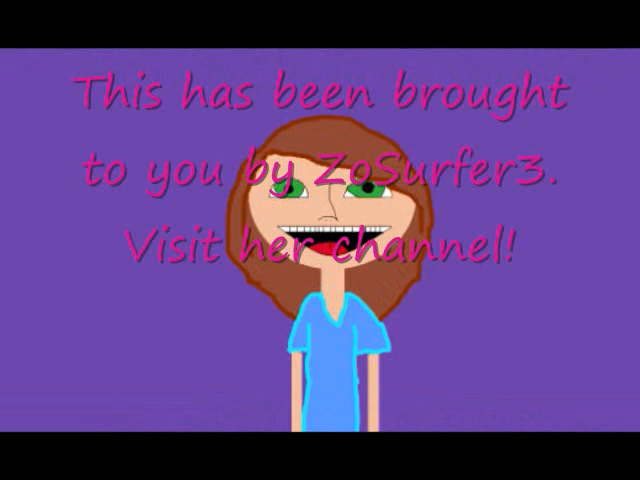 This has been brought
to you by ZoSurfer3.
Visit her channel!